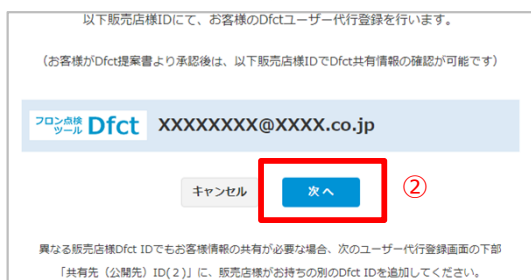 以下販売店様IDにて、お客様のDfctユーザー代行登録を行います。
（お客様がDfct提案書より承認後は、以下販売店様IDでDfct共有情報の確認が可能です）
フロン点検ツール Dfct XXXXXXXX@XXXX.co.jp
キャンセル 次へ ②
異なる販売店様Dfct IDでもお客様情報の共有が必要な場合、次のユーザー代行登録画面の下部
「共有先（公開先）ID(２)」に、販売店様がお持ちの別のDfct IDを追加してください。